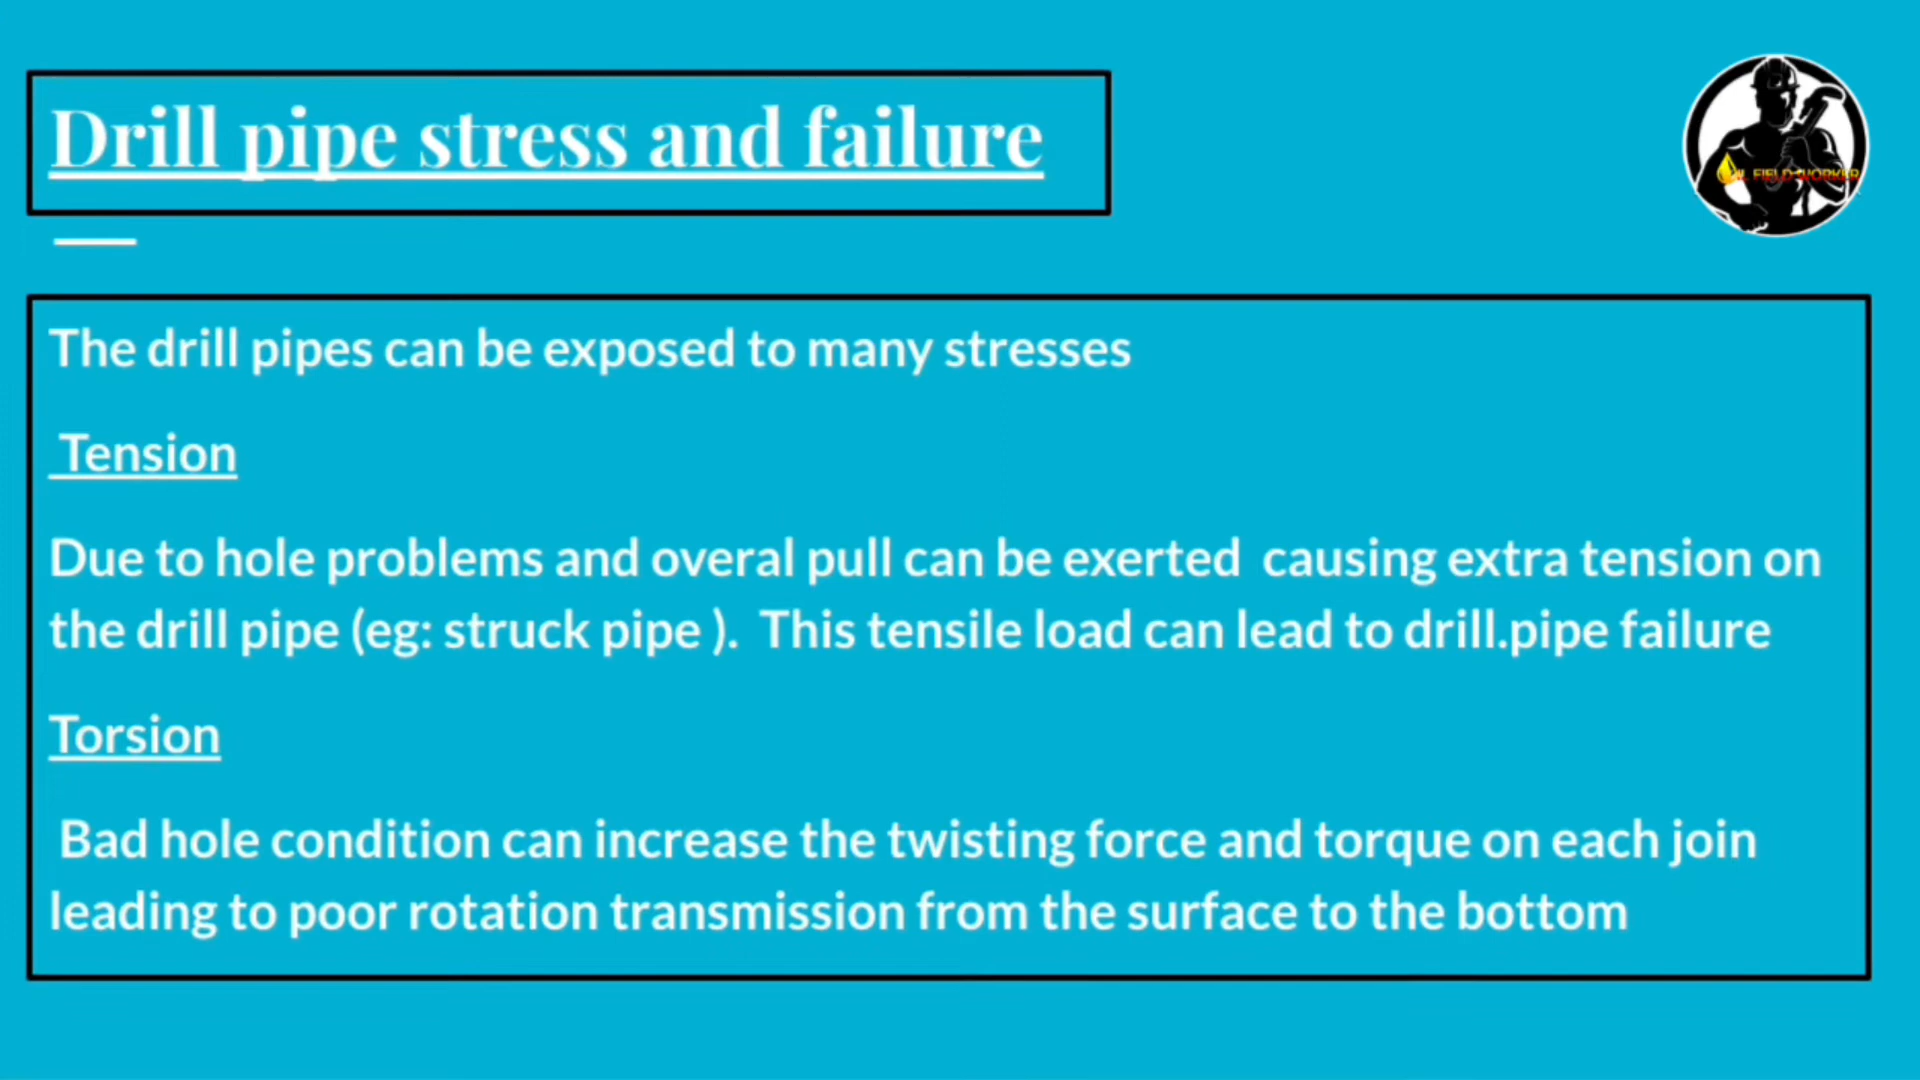 Drill pipe stress and failure
IL FIELD WORKER
The drill pipes can be exposed to many stresses
Tension
Due to hole problems and overal pull can be exerted causing extra tension on
the drill pipe (eg: struck pipe ). This tensile load can lead to drill.pipe failure
Torsion
Bad hole condition can increase the twisting force and torque on each join
leading to poor rotation transmission from the surface to the bottom